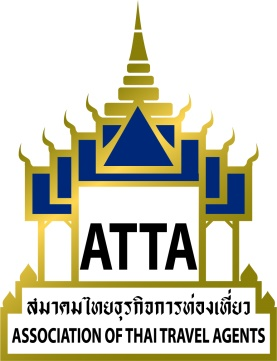 ATTA
สมาคมไทยธุรกิจการท่องเที่ยว
ASSOCIATION OF THAI TRAVEL AGENTS